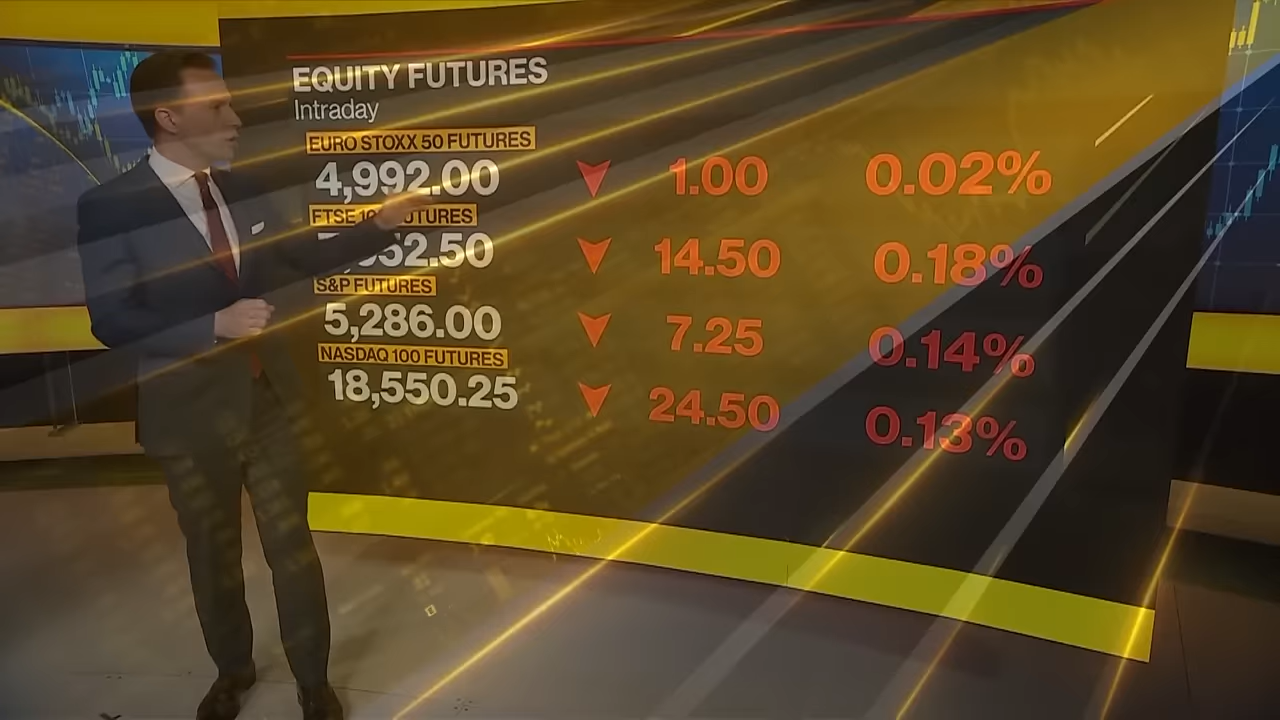 EQUITY FUTURES
Intraday
EURO STOXX 50 FUTURES
4,992.00 1.00 0.02%
FUTURES
52.50 14.50 0.18%
S&P FUTURES
5,286.00 7.25 0.14%
NASDAQ 100 FUTURES
18,550.25 24.50 0.13%